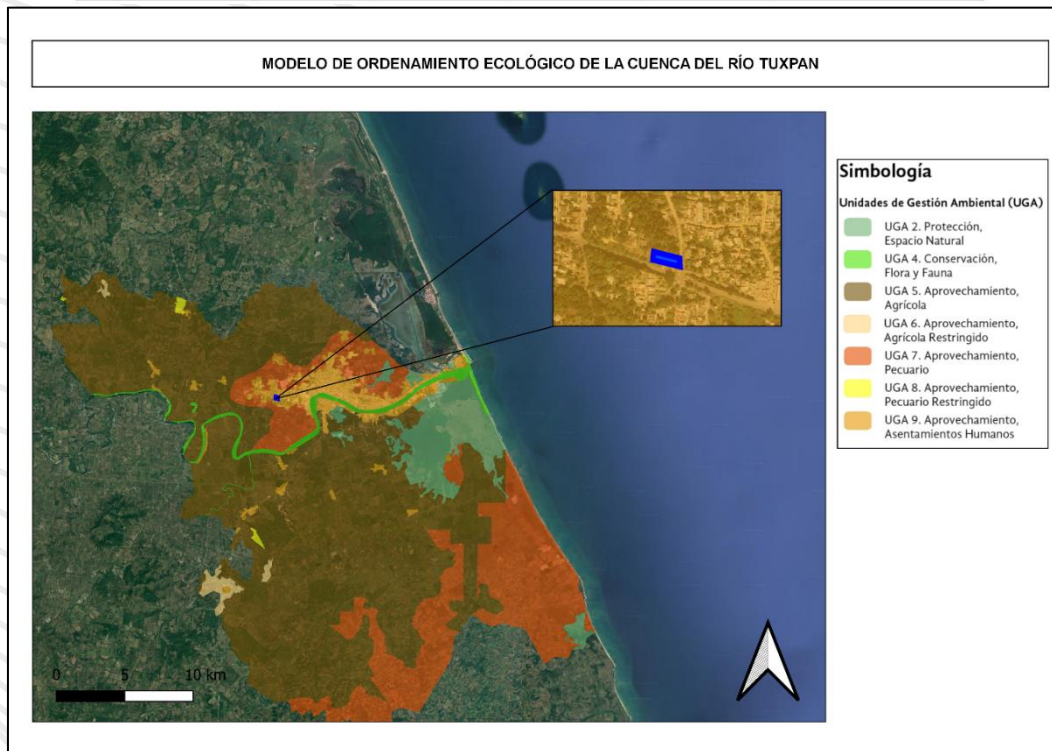 MODELO DE ORDENAMIENTO ECOLÓGICO DE LA CUENCA DEL RÍO TUXPAN
Simbología
Unidades de Gestión Ambiental (UGA)
UGA 2. Protección,
Espacio Natural
UGA 4. Conservación,
Flora y Fauna
UGA 5. Aprovechamiento,
Agrícola
UGA 6. Aprovechamiento,
Agrícola Restringido
UGA 7. Aprovechamiento,
Pecuario
UGA 8. Aprovechamiento,
Pecuario Restringido
UGA 9. Aprovechamiento,
Asentamientos Humanos
0 5 10 km